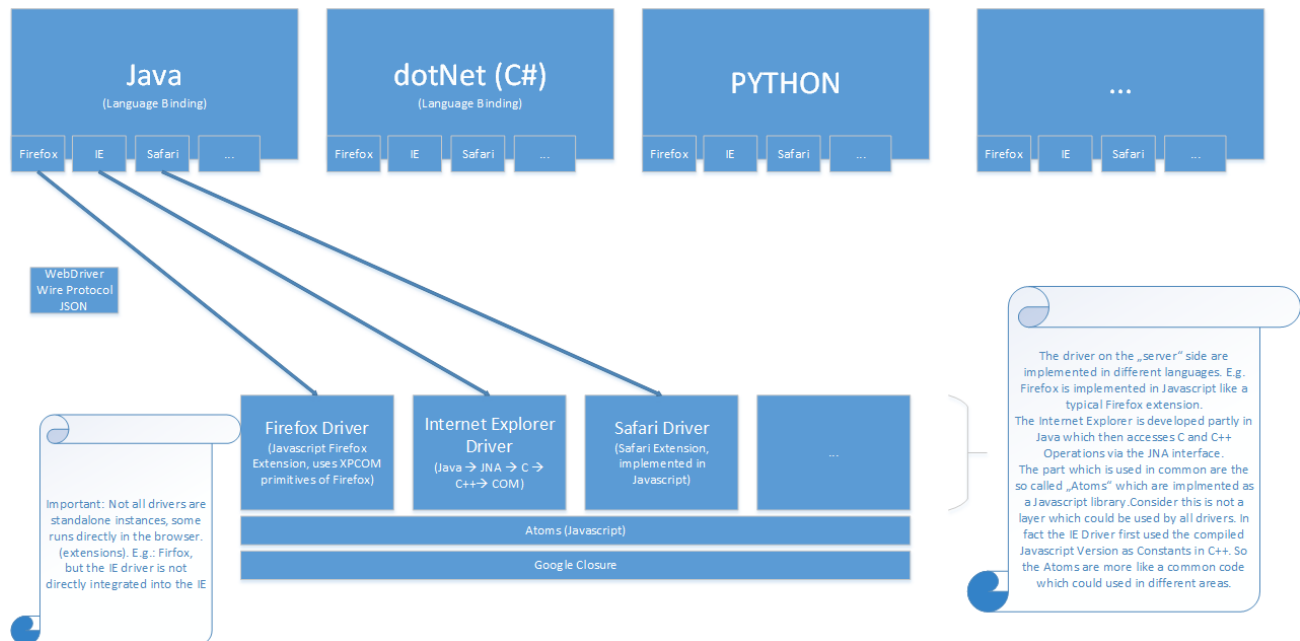 Java
(Language Binding)
Firefox
IE
Safari
...
dotNet (C#)
(Language Binding)
Firefox
IE
Safari
...
PYTHON
Firefox
IE
Safari
...
...
Firefox
IE
Safari
...
WebDriver
Wire Protocol
JSON
Firefox Driver
(Javascript Firefox
Extension, uses XPCOM
primitives of Firefox)
Internet Explorer
Driver
(Java → JNA → C →
C++→ COM)
Safari Driver
(Safari Extension,
implemented in
Javascript)
...
Atoms (Javascript)
Google Closure
Important: Not all drivers are
standalone instances, some
runs directly in the browser.
(extensions). E.g.: Firfox,
but the IE driver is not
directly integrated into the IE
The driver on the „server“ side are
implemented in different languages. E.g.
Firefox is implemented in Javascript like a
typical Firefox extension.
The Internet Explorer is developed partly in
Java which then accesses C and C++
Operations via the JNA interface.
The part which is used in common are the
so called „Atoms“ which are implmented as
a Javascript library.Consider this is not a
layer which could be used by all drivers. In
fact the IE Driver first used the compiled
Javascript Version as Constants in C++. So
the Atoms are more like a common code
which could used in different areas.